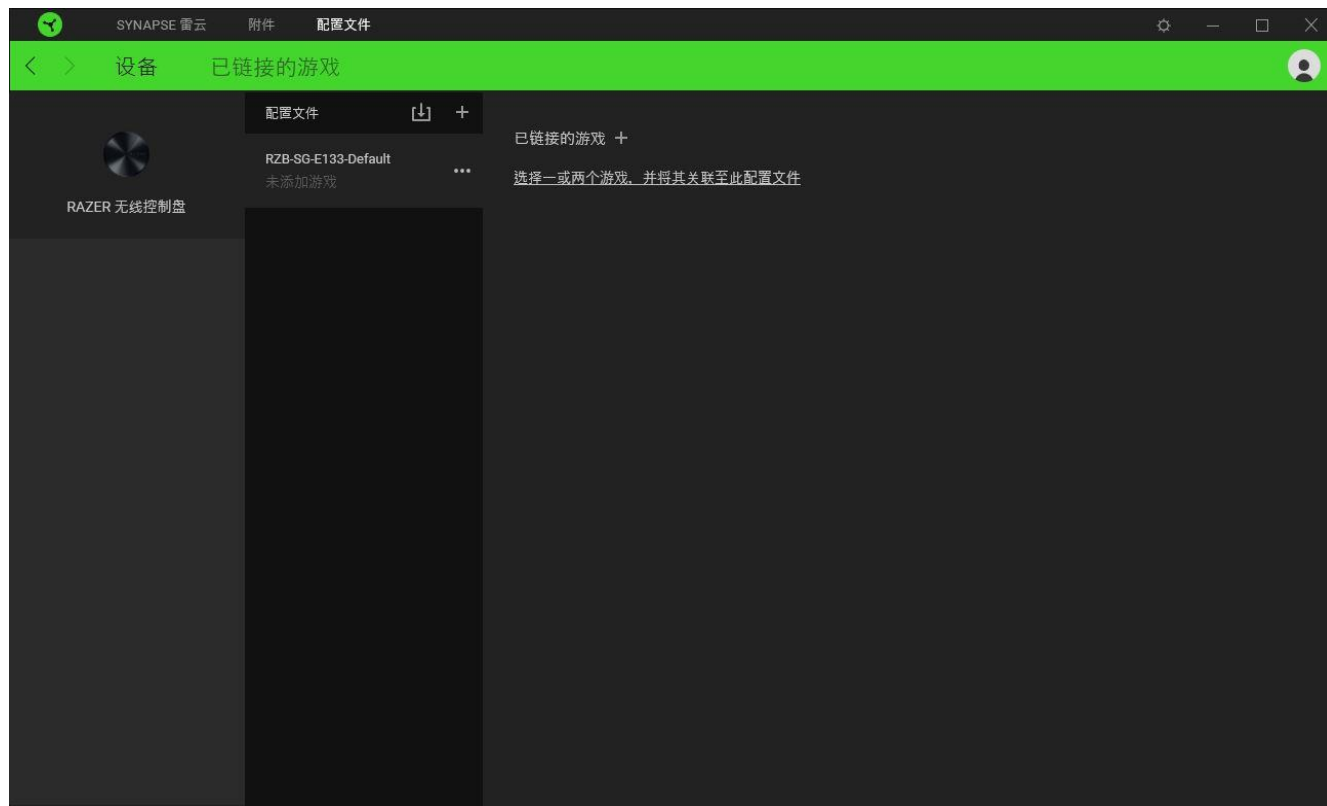 SYNAPSE 雷云 附件 配置文件
设备 已链接的游戏
RAZER 无线控制盘
配置文件
RZB-SG-E133-Default
未添加游戏
已链接的游戏
选择一或两个游戏，并将其关联至此配置文件